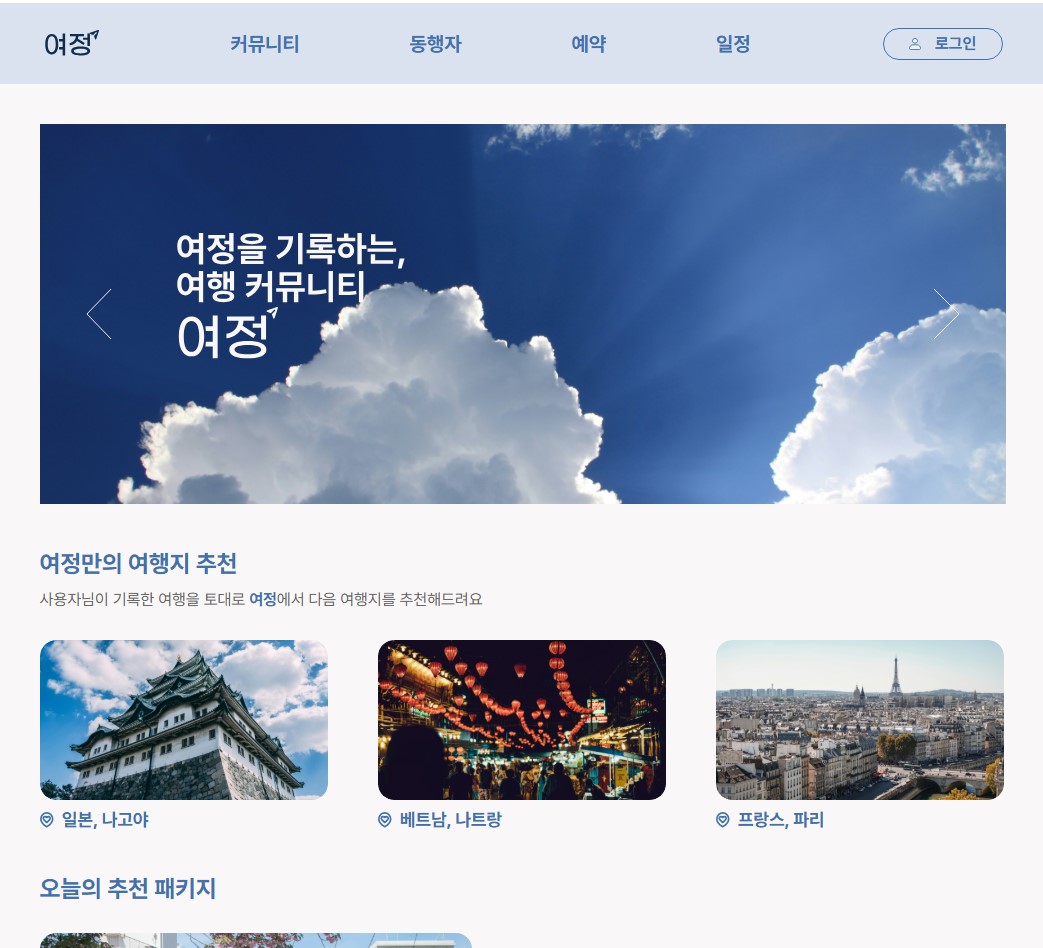 여정
커뮤니티
동행자
예약
일정
로그인
여정을 기록하는,
여행 커뮤니티
여정
여정만의 여행지 추천
사용자님이 기록한 여행을 토대로 여정에서 다음 여행지를 추천해드려요
일본, 나고야
베트남, 나트랑
프랑스, 파리
오늘의 추천 패키지